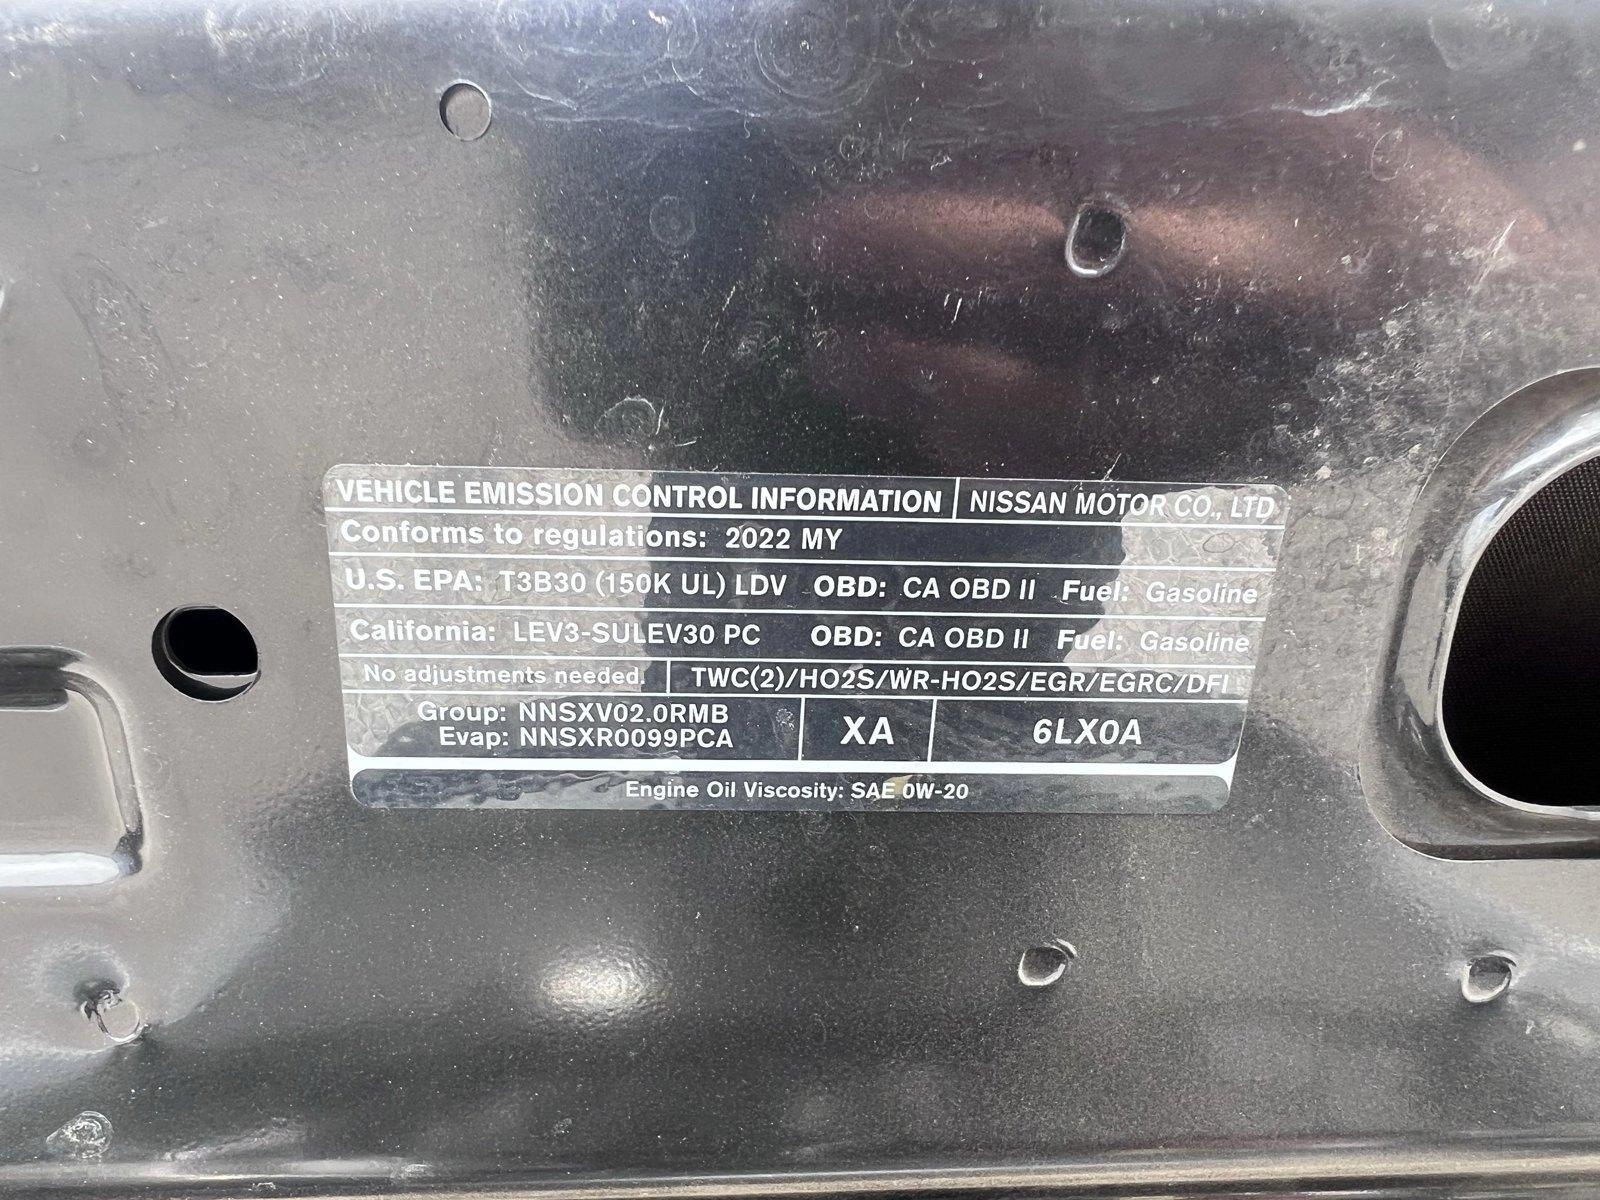 VEHICLE EMISSION CONTROL INFORMATION NISSAN MOTOR CO., LTD
Conforms to regulations: 2022 MY
U.S. EPA: T3B30 (150K UL) LDV OBD: CA OBD II Fuel: Gasoline
California: LEV3-SULEV30 PC OBD: CA OBD II Fuel: Gasoline
No adjustments needed. TWC(2)/HO2S/WR-HO2S/EGR/EGRC/DFI
Group: NNSXV02.0RMB
Evap: NNSXR0099PCA
XA
6LX0A
Engine Oil Viscosity: SAE 0W-20